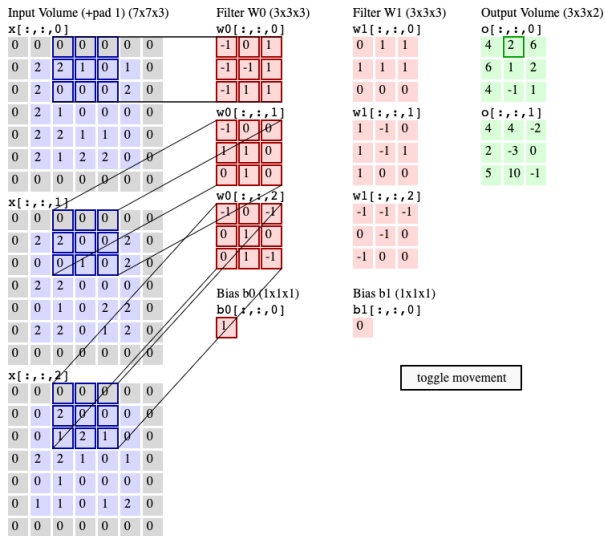 Input Volume (+pad 1) (7x7x3)
x[:,:,0]
0 0 0 0 0 0 0
0 2 2 1 0 1 0
0 2 0 0 0 2 0
0 2 1 0 0 0 0
0 2 2 1 1 0 0
0 2 1 2 2 0 0
0 0 0 0 0 0 0
x[:,:,1]
0 0 0 0 0 0 0
0 2 2 0 0 2 0
0 0 0 1 0 2 0
0 2 2 0 0 0 0
0 0 1 0 2 2 0
0 2 2 0 1 2 0
0 0 0 0 0 0 0
x[:,:,2]
0 0 0 0 0 0 0
0 0 2 0 0 0 0
0 0 1 2 1 0 0
0 2 2 1 0 1 0
0 0 1 0 0 0 0
0 1 1 0 1 2 0
0 0 0 0 0 0 0
Filter W0 (3x3x3)
w0[:,:,0]
-1 0 1
-1 -1 1
-1 1 1
w0[:,:,1]
-1 0 0
1 1 0
0 1 0
w0[:,:,2]
-1 0 -1
0 1 0
0 1 -1
Bias b0 (1x1x1)
b0[:,:,0]
1
Filter W1 (3x3x3)
w1[:,:,0]
0 1 1
1 1 1
0 0 0
w1[:,:,1]
1 -1 0
1 -1 1
1 0 0
w1[:,:,2]
-1 -1 -1
0 -1 0
-1 0 0
Bias b1 (1x1x1)
b1[:,:,0]
0
Output Volume (3x3x2)
o[:,:,0]
4 2 6
6 1 2
4 -1 1
o[:,:,1]
4 4 -2
2 -3 0
5 10 -1
toggle movement